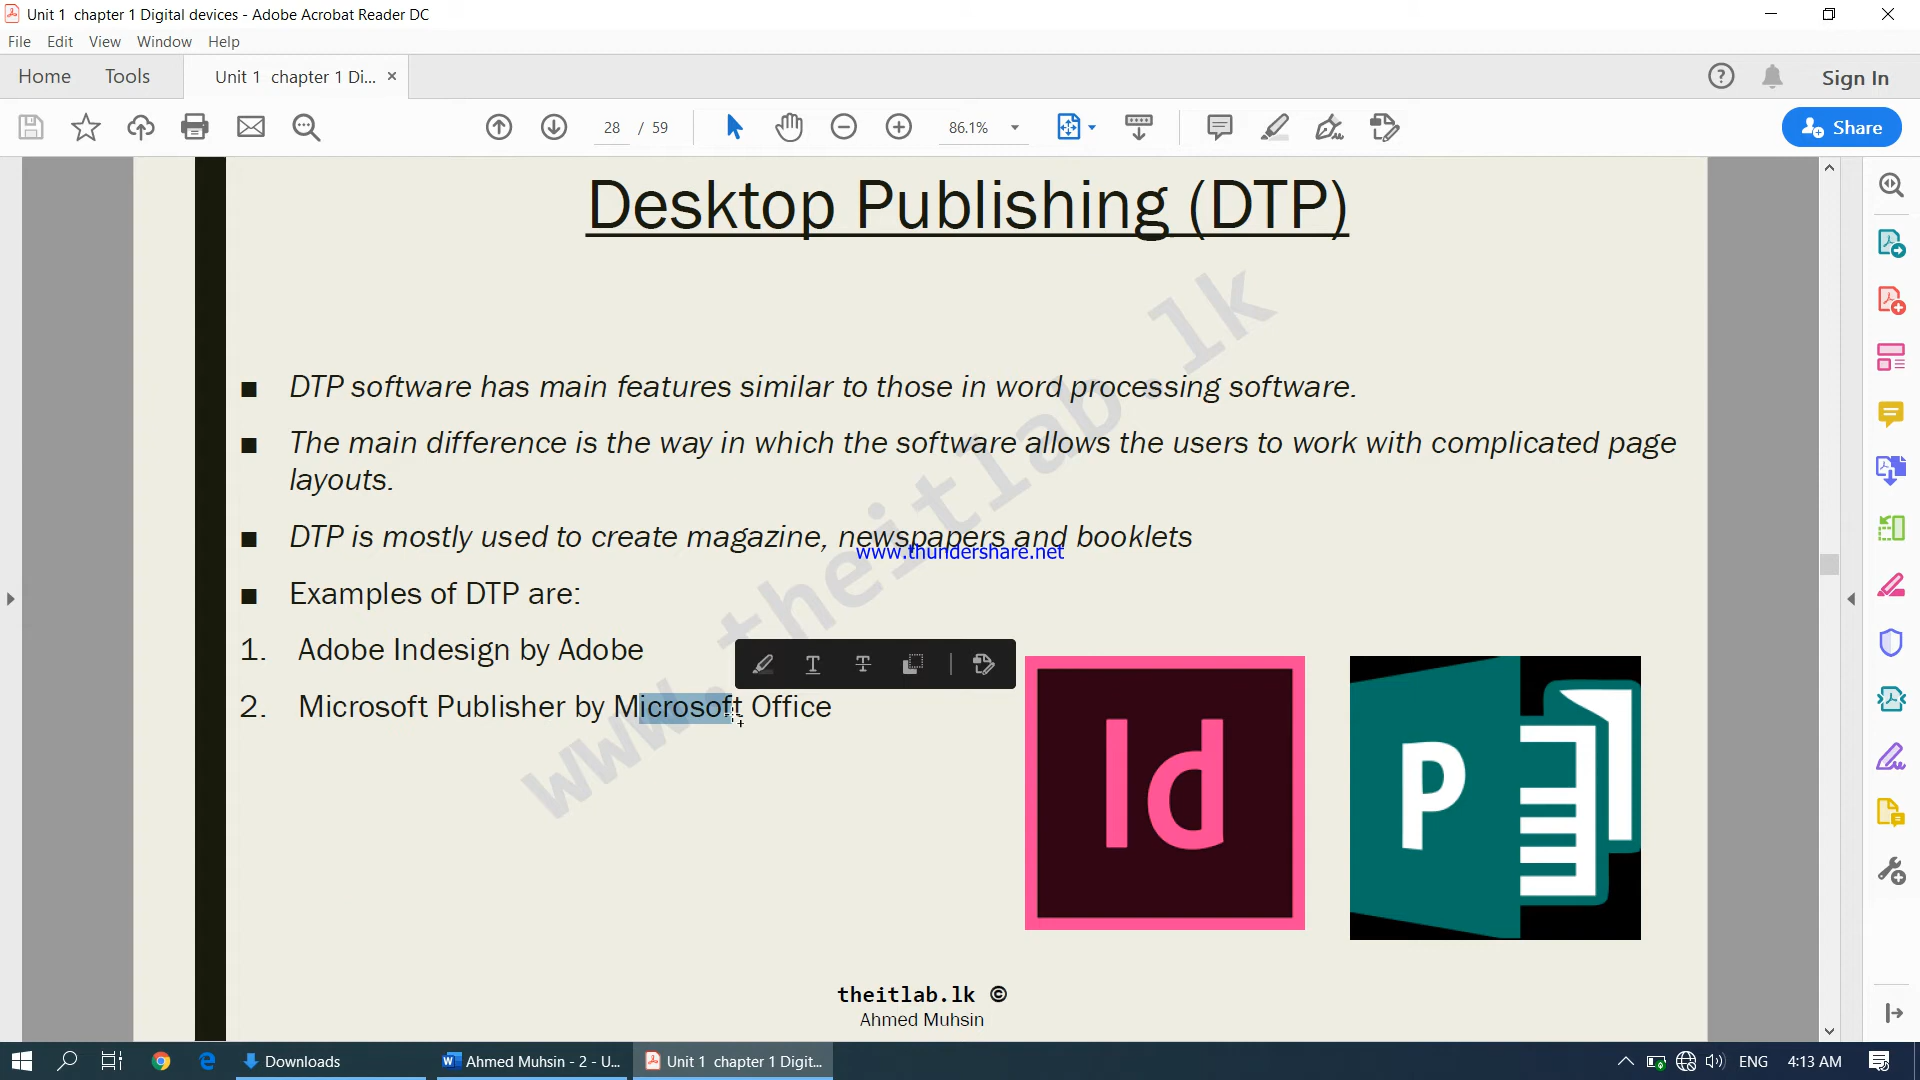 Unit 1  chapter 1 Digital devices - Adobe Acrobat Reader DC
File Edit View Window Help
Home Tools Unit 1  chapter 1 Di... × Sign In
28 / 59 86.1% Share
Desktop Publishing (DTP)
■ DTP software has main features similar to those in word processing software.
■ The main difference is the way in which the software allows the users to work with complicated page
layouts.
■ DTP is mostly used to create magazine, newspapers and booklets
www.thundershare.net
■ Examples of DTP are:
1. Adobe Indesign by Adobe
2. Microsoft Publisher by Microsoft Office
www.theitlab.lk
Id
P
theitlab.lk ©
Ahmed Muhsin
Downloads Ahmed Muhsin - 2 - U... Unit 1  chapter 1 Digit... ENG 4:13 AM